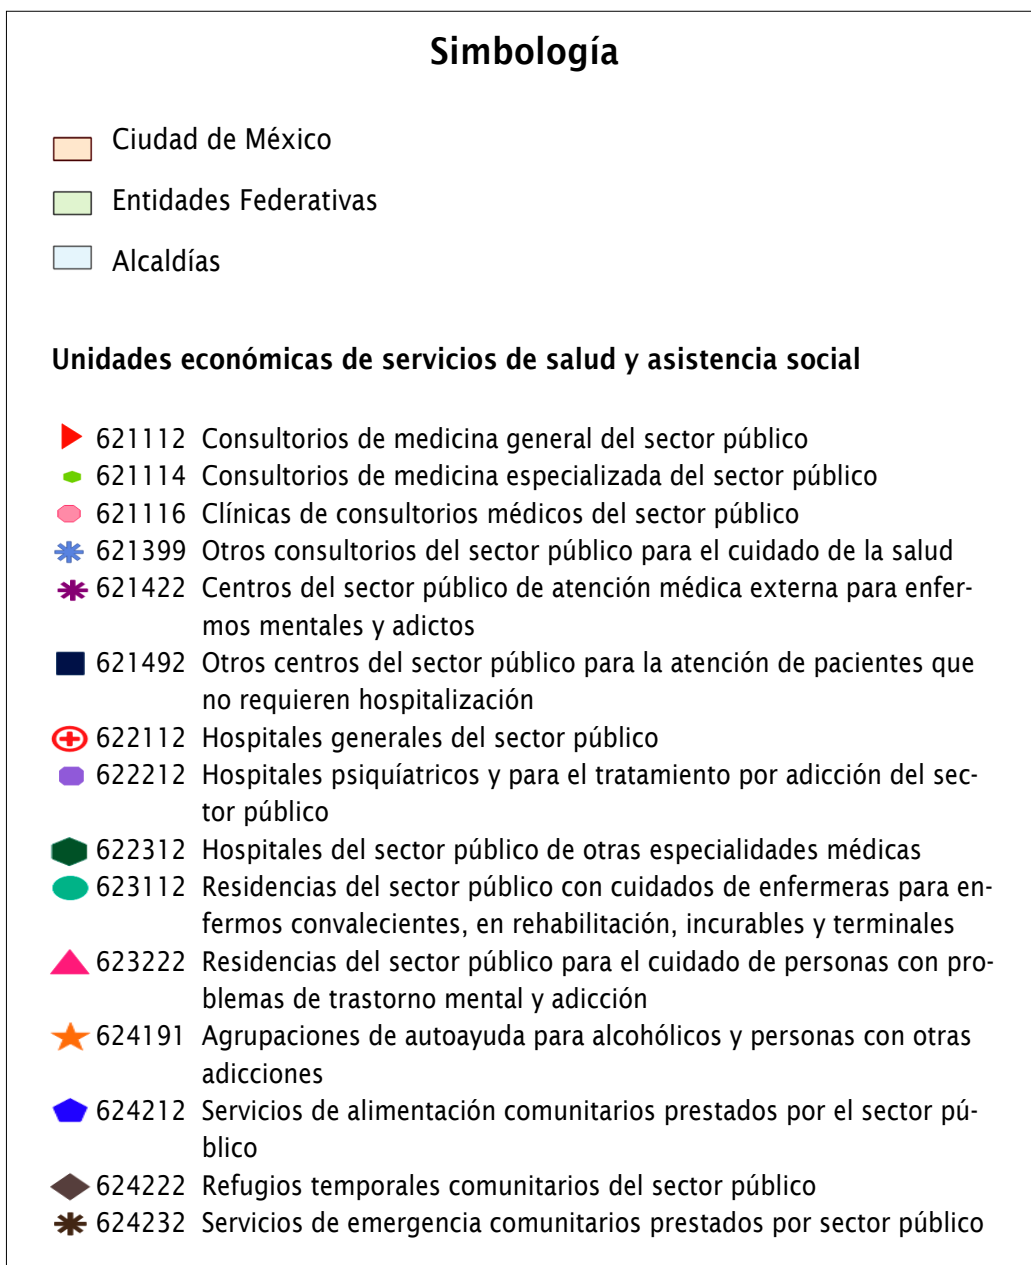 Simbología
Ciudad de México
Entidades Federativas
Alcaldías
Unidades económicas de servicios de salud y asistencia social
621112 Consultorios de medicina general del sector público
621114 Consultorios de medicina especializada del sector público
621116 Clínicas de consultorios médicos del sector público
621399 Otros consultorios del sector público para el cuidado de la salud
621422 Centros del sector público de atención médica externa para enfer-
mos mentales y adictos
621492 Otros centros del sector público para la atención de pacientes que
no requieren hospitalización
622112 Hospitales generales del sector público
622212 Hospitales psiquíatricos y para el tratamiento por adicción del sec-
tor público
622312 Hospitales del sector público de otras especialidades médicas
623112 Residencias del sector público con cuidados de enfermeras para en-
fermos convalecientes, en rehabilitación, incurables y terminales
623222 Residencias del sector público para el cuidado de personas con pro-
blemas de trastorno mental y adicción
624191 Agrupaciones de autoayuda para alcohólicos y personas con otras
adicciones
624212 Servicios de alimentación comunitarios prestados por el sector pú-
blico
624222 Refugios temporales comunitarios del sector público
624232 Servicios de emergencia comunitarios prestados por sector público